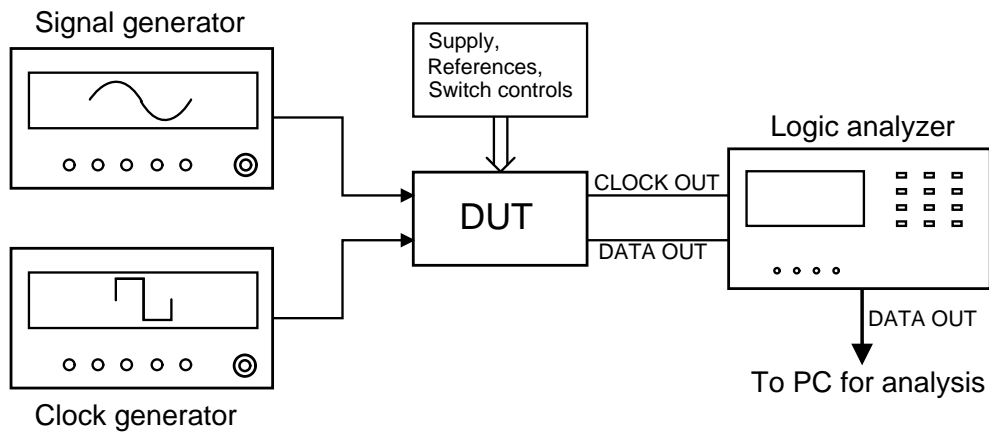 Signal generator
Supply,
References,
Switch controls
Logic analyzer
CLOCK OUT
DUT
DATA OUT
DATA OUT
To PC for analysis
Clock generator